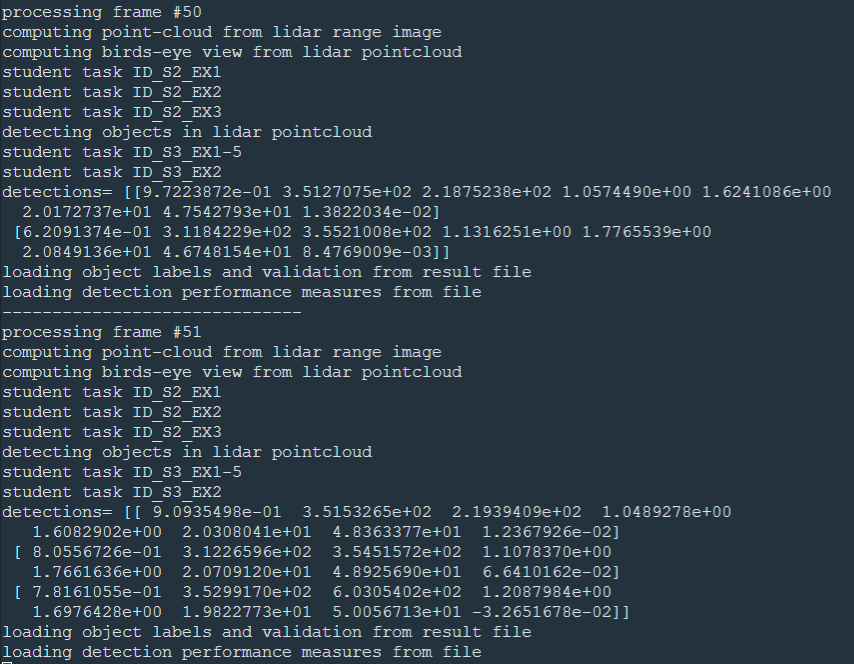 processing frame #50
computing point-cloud from lidar range image
computing birds-eye view from lidar pointcloud
student task ID_S2_EX1
student task ID_S2_EX2
student task ID_S2_EX3
detecting objects in lidar pointcloud
student task ID_S3_EX1-5
student task ID_S3_EX2
detections= [[9.7223872e-01 3.5127075e+02 2.1875238e+02 1.0574490e+00 1.6241086e+00
  2.0172737e+01 4.7542793e+01 1.3822034e-02]
 [6.2091374e-01 3.1184229e+02 3.5521008e+02 1.1316251e+00 1.7765539e+00
  2.0849136e+01 4.6748154e+01 8.4769009e-03]]
loading object labels and validation from result file
loading detection performance measures from file
------------------------------
processing frame #51
computing point-cloud from lidar range image
computing birds-eye view from lidar pointcloud
student task ID_S2_EX1
student task ID_S2_EX2
student task ID_S2_EX3
detecting objects in lidar pointcloud
student task ID_S3_EX1-5
student task ID_S3_EX2
detections= [[ 9.0935498e-01  3.5153265e+02  2.1939409e+02  1.0489278e+00
   1.6082902e+00  2.0308041e+01  4.8363377e+01  1.2367926e-02]
 [ 8.0556726e-01  3.1226596e+02  3.5451572e+02  1.1078370e+00
   1.7661636e+00  2.0709120e+01  4.8925690e+01  6.6410162e-02]
 [ 7.8161055e-01  3.5299170e+02  6.0305402e+02  1.2087984e+00
   1.6976428e+00  1.9822773e+01  5.0056713e+01 -3.2651678e-02]]
loading object labels and validation from result file
loading detection performance measures from file